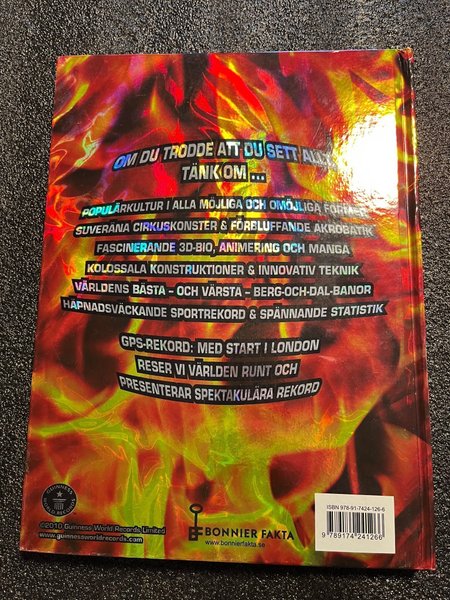 OM DU TRODDE ATT DU SETT ALLT
TÄNK OM ...
POPULÄRKULTUR I ALLA MÖJLIGA OCH OMÖJLIGA FORMER
SUVERÄNA CIRKUSKONSTER & FÖRBLUFFANDE AKROBATIK
FASCINERANDE 3D-BIO, ANIMERING OCH MANGA
KOLOSSALA KONSTRUKTIONER & INNOVATIV TEKNIK
VÄRLDENS BÄSTA – OCH VÄRSTA – BERG-OCH-DAL-BANOR
HÄPNADSVÄCKANDE SPORTREKORD & SPÄNNANDE STATISTIK
GPS-REKORD: MED START I LONDON
RESER VI VÄRLDEN RUNT OCH
PRESENTERAR SPEKTAKULÄRA REKORD
GUINNESS WORLD RECORDS
©2010 Guinness World Records Limited
www.guinnessworldrecords.com
BONNIER FAKTA
www.bonnierfakta.se
ISBN 978-91-7424-126-6
9 789174 241266